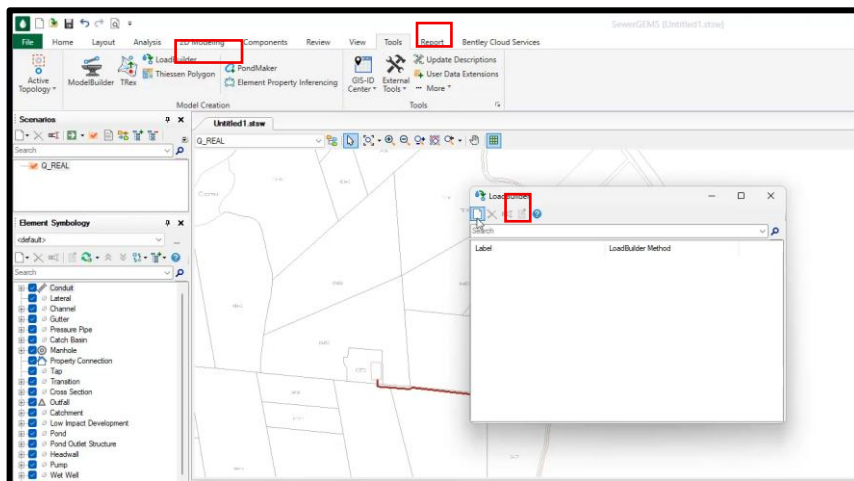 SewerGEMS [Untitled1.stsw]
File Home Layout Analysis 2D Modeling Components Review View Tools Report Bentley Cloud Services
Active Topology
ModelBuilder
TRex
LoadBuilder
Thiessen Polygon
PondMaker
Element Property Inferencing
Model Creation
GIS-ID Center
External Tools
Update Descriptions
User Data Extensions
More
Tools
Scenarios
Search
Q_REAL
Element Symbology
<default>
Search
Conduit
Lateral
Channel
Gutter
Pressure Pipe
Catch Basin
Manhole
Property Connection
Tap
Transition
Cross Section
Outfall
Catchment
Low Impact Development
Pond
Pond Outlet Structure
Headwall
Pump
Wet Well
Untitled1.stsw
Q_REAL
LoadBuilder
Search
Label LoadBuilder Method